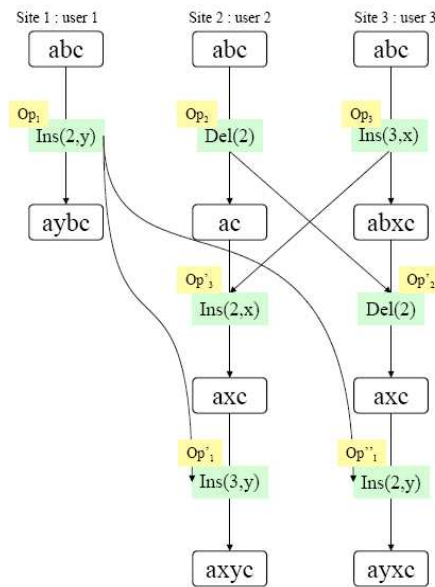 Site 1 : user 1 Site 2 : user 2 Site 3 : user 3
abc abc abc
Op₁ Op₂ Op₃
Ins(2,y) Del(2) Ins(3,x)
aybc ac abxc
Op'₃ Op'₂
Ins(2,x) Del(2)
axc axc
Op'₁ Op''₁
Ins(3,y) Ins(2,y)
axyc ayxc